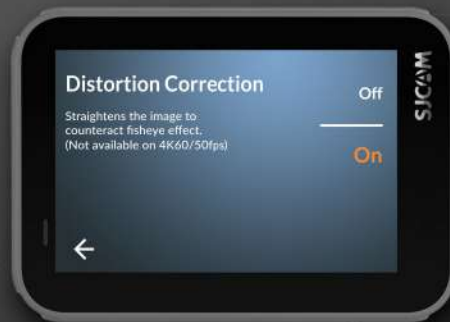 Distortion Correction
Straightens the image to
counteract fisheye effect.
(Not available on 4K60/50fps)
Off
On
SJCAM